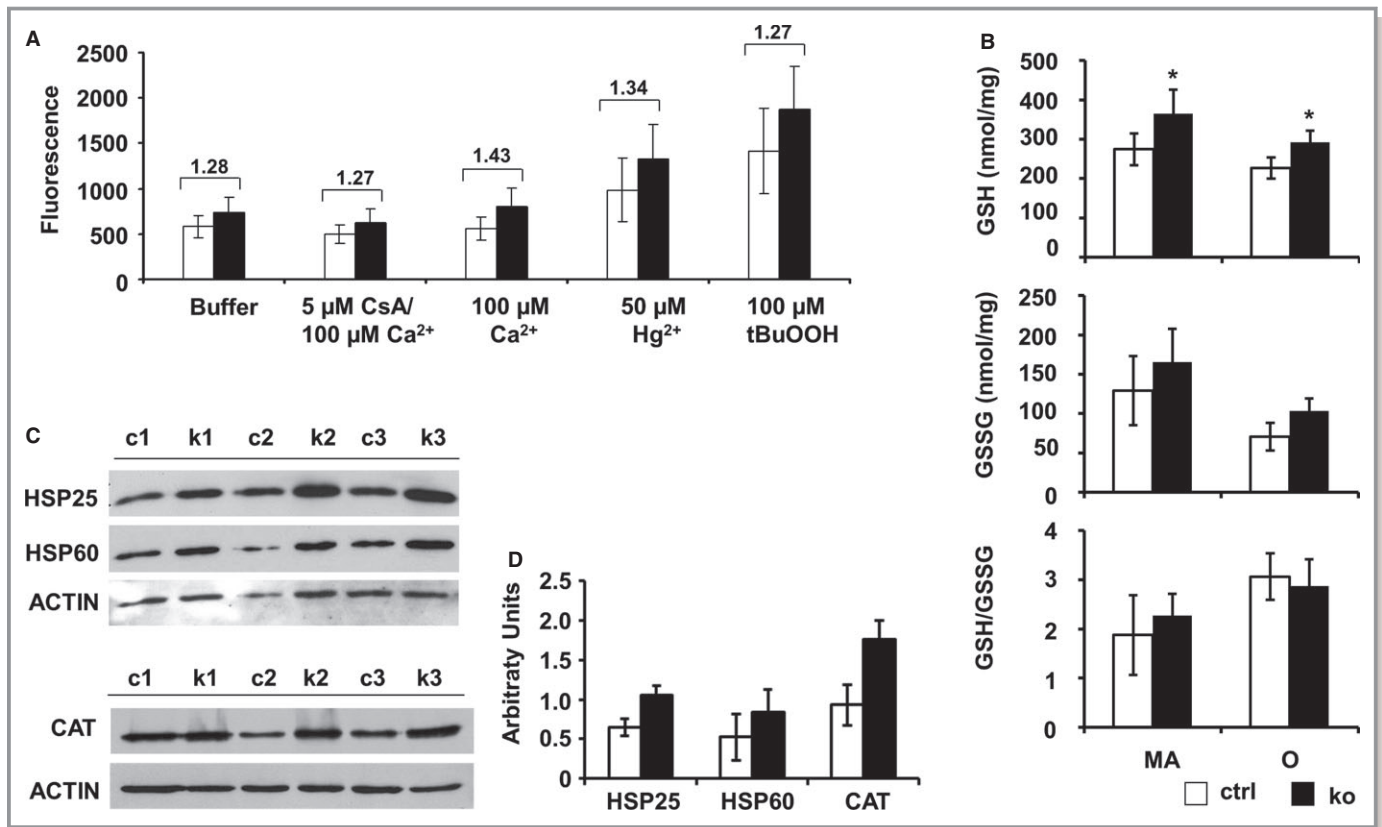 A
Fluorescence
2500
2000
1500
1000
500
0
1.28
1.27
1.43
1.34
1.27
Buffer
5 µM CsA/
100 µM Ca²⁺
100 µM
Ca²⁺
50 µM
Hg²⁺
100 µM
tBuOOH
B
GSH (nmol/mg)
500
400
300
200
100
0
*
*
GSSG (nmol/mg)
250
200
150
100
50
0
GSH/GSSG
4
3
2
1
0
MA
O
ctrl
ko
C
c1 k1 c2 k2 c3 k3
HSP25
HSP60
ACTIN
c1 k1 c2 k2 c3 k3
CAT
ACTIN
D
Arbitraty Units
2.5
2.0
1.5
1.0
0.5
0
HSP25
HSP60
CAT